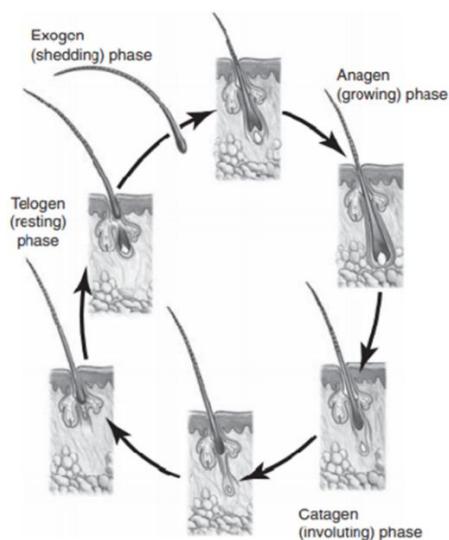 Exogen
(shedding) phase
Anagen
(growing) phase
Telogen
(resting)
phase
Catagen
(involuting) phase